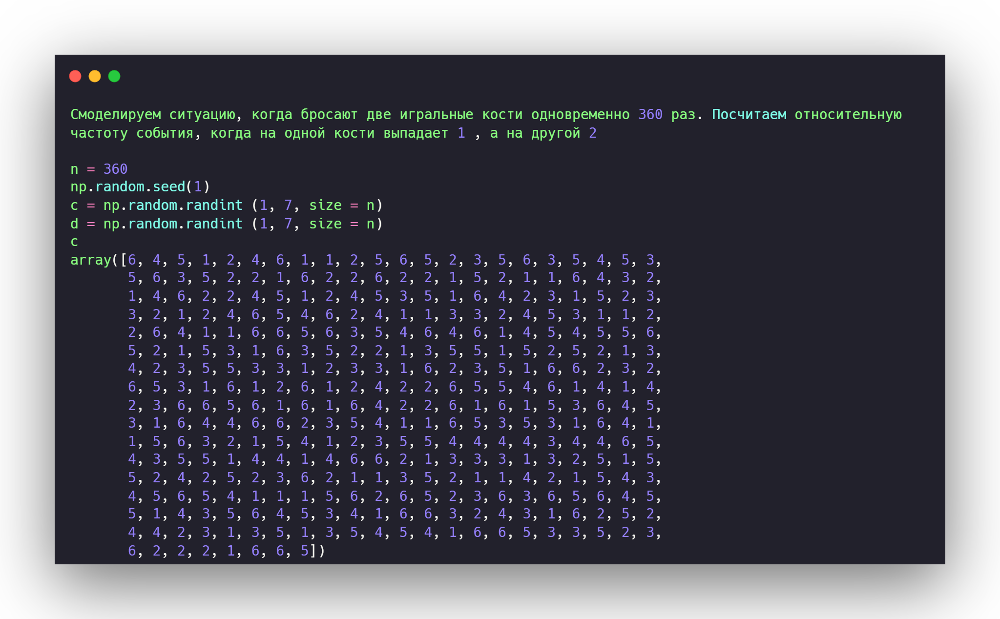 Смоделируем ситуацию, когда бросают две игральные кости одновременно 360 раз. Посчитаем относительную
частоту события, когда на одной кости выпадает 1 , а на другой 2
n = 360
np.random.seed(1)
c = np.random.randint (1, 7, size = n)
d = np.random.randint (1, 7, size = n)
c
array([6, 4, 5, 1, 2, 4, 6, 1, 1, 2, 5, 6, 5, 2, 3, 5, 6, 3, 5, 4, 5, 3,
5, 6, 3, 5, 2, 2, 1, 6, 2, 2, 6, 2, 2, 1, 5, 2, 1, 1, 6, 4, 3, 2,
1, 4, 6, 2, 2, 4, 5, 1, 2, 4, 5, 3, 5, 1, 6, 4, 2, 3, 1, 5, 2, 3,
3, 2, 1, 2, 4, 6, 5, 4, 6, 2, 4, 1, 1, 3, 3, 2, 4, 5, 3, 1, 1, 2,
2, 6, 4, 1, 1, 6, 6, 5, 6, 3, 5, 4, 6, 4, 6, 1, 4, 5, 4, 5, 5, 6,
5, 2, 1, 5, 3, 1, 6, 3, 5, 2, 2, 1, 3, 5, 5, 1, 5, 2, 5, 2, 1, 3,
4, 2, 3, 5, 5, 3, 3, 1, 2, 3, 3, 1, 6, 2, 3, 5, 1, 6, 6, 2, 3, 2,
6, 5, 3, 1, 6, 1, 2, 6, 1, 2, 4, 2, 2, 6, 5, 5, 4, 6, 1, 4, 1, 4,
2, 3, 6, 6, 5, 6, 1, 6, 1, 6, 4, 2, 2, 6, 1, 6, 1, 5, 3, 6, 4, 5,
3, 1, 6, 4, 4, 6, 6, 2, 3, 5, 4, 1, 1, 6, 5, 3, 5, 3, 1, 6, 4, 1,
1, 5, 6, 3, 2, 1, 5, 4, 1, 2, 3, 5, 5, 4, 4, 4, 4, 3, 4, 4, 6, 5,
4, 3, 5, 5, 1, 4, 4, 1, 4, 6, 6, 2, 1, 3, 3, 3, 1, 3, 2, 5, 1, 5,
5, 2, 4, 2, 5, 2, 3, 6, 2, 1, 1, 3, 5, 2, 1, 1, 4, 2, 1, 5, 4, 3,
4, 5, 6, 5, 4, 1, 1, 1, 5, 6, 2, 6, 5, 2, 3, 6, 3, 6, 5, 6, 4, 5,
5, 1, 4, 3, 5, 6, 4, 5, 3, 4, 1, 6, 6, 3, 2, 4, 3, 1, 6, 2, 5, 2,
4, 4, 2, 3, 1, 3, 5, 1, 3, 5, 4, 5, 4, 1, 6, 6, 5, 3, 3, 5, 2, 3,
6, 2, 2, 2, 1, 6, 6, 5])